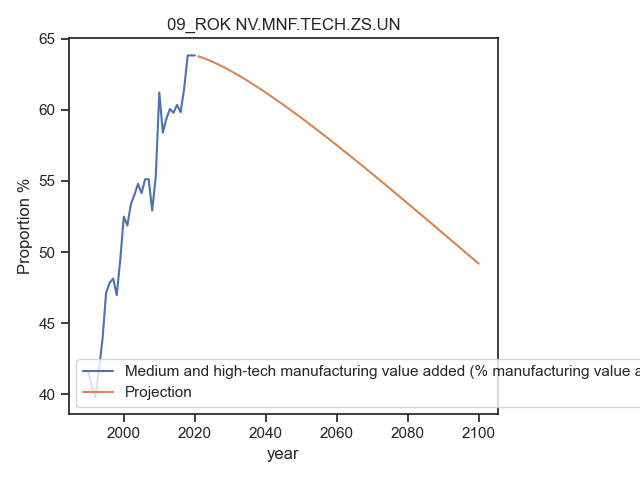 09_ROK NV.MNF.TECH.ZS.UN
65
60
55
50
45
40
Proportion %
Medium and high-tech manufacturing value added (% manufacturing value
Projection
2000
2020
2040
2060
2080
2100
year